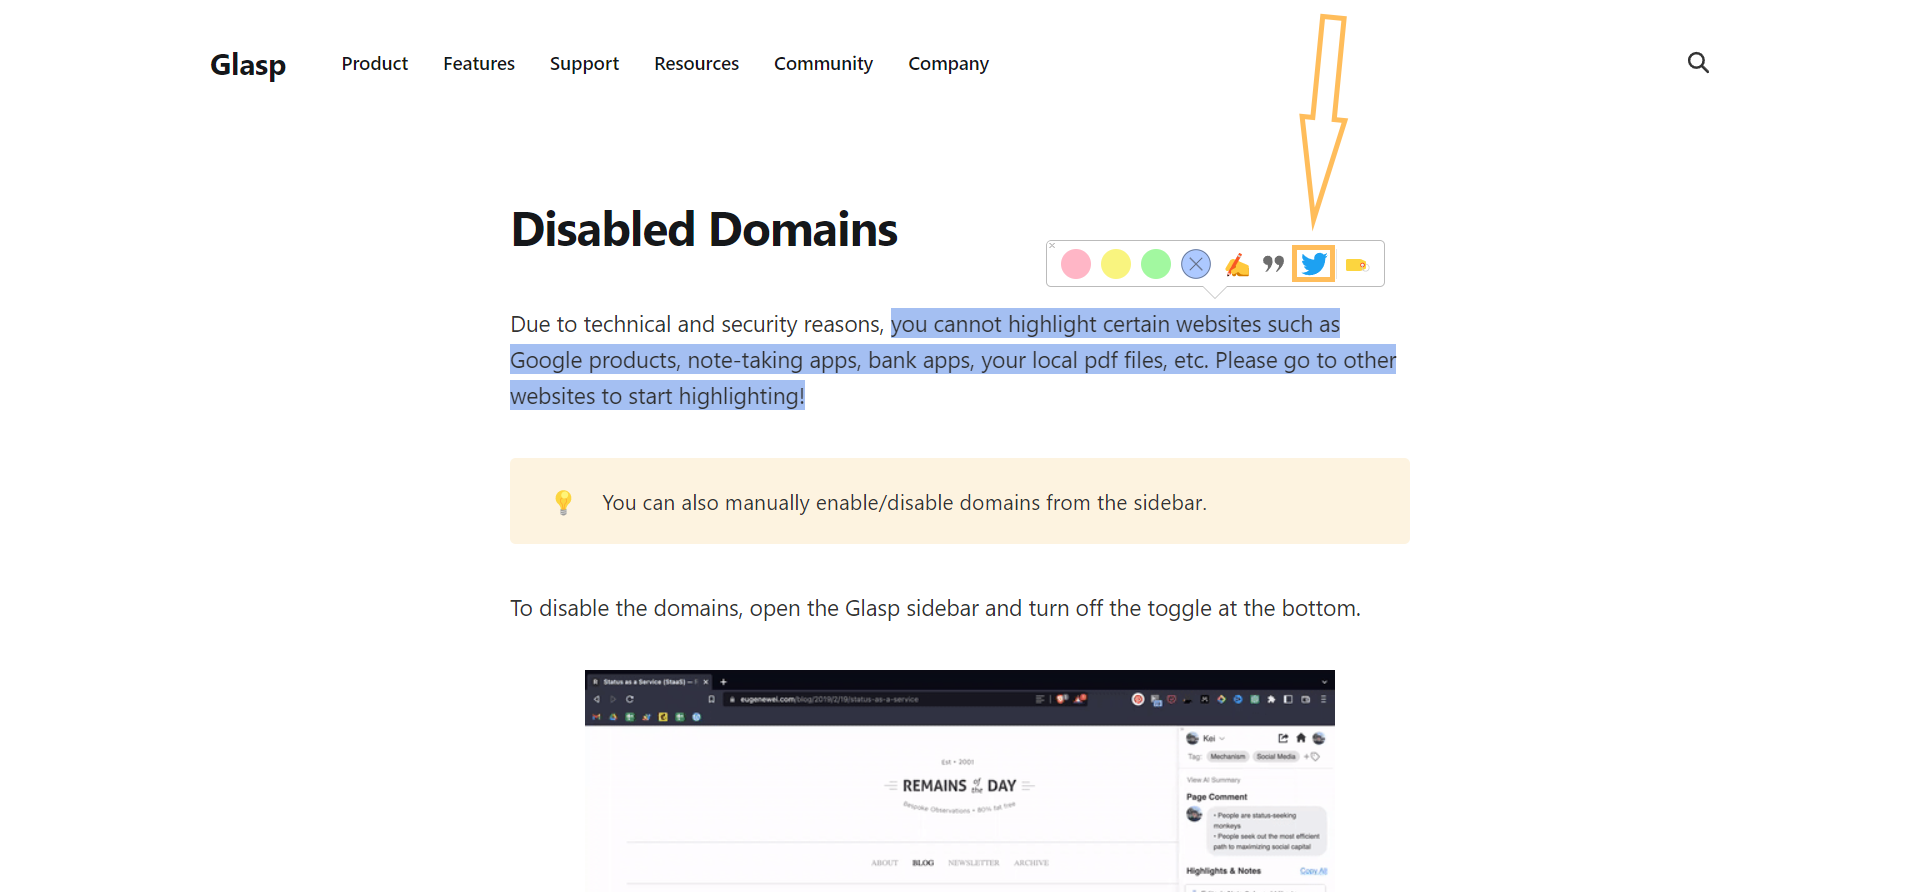 Glasp Product Features Support Resources Community Company
Disabled Domains
Due to technical and security reasons, you cannot highlight certain websites such as
Google products, note-taking apps, bank apps, your local pdf files, etc. Please go to other
websites to start highlighting!
You can also manually enable/disable domains from the sidebar.
To disable the domains, open the Glasp sidebar and turn off the toggle at the bottom.
Status as a Service (StaaS) —
eugenewei.com/blog/2019/2/19/status-as-a-service
Kei
Tag: Mechanism Social Media
View AI Summary
Page Comment
• People are status-seeking
monkeys
• People seek out the most efficient
path to maximizing social capital
Highlights & Notes Copy All
Est • 2001
REMAINS of the DAY
Bespoke Observations • 80% fat free
ABOUT BLOG NEWSLETTER ARCHIVE